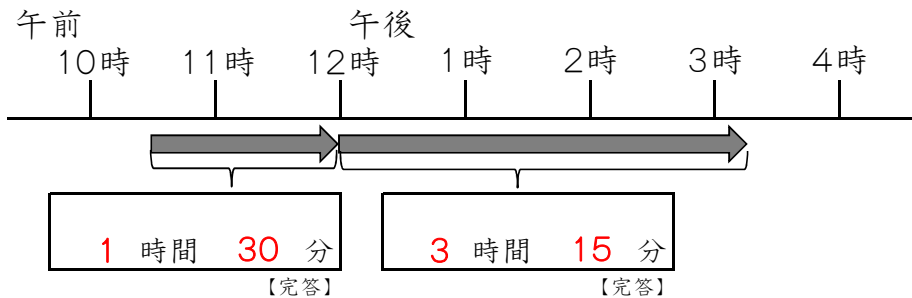 午前 午後
10時 11時 12時 1時 2時 3時 4時
1 時間 30 分 3 時間 15 分
【完答】 【完答】